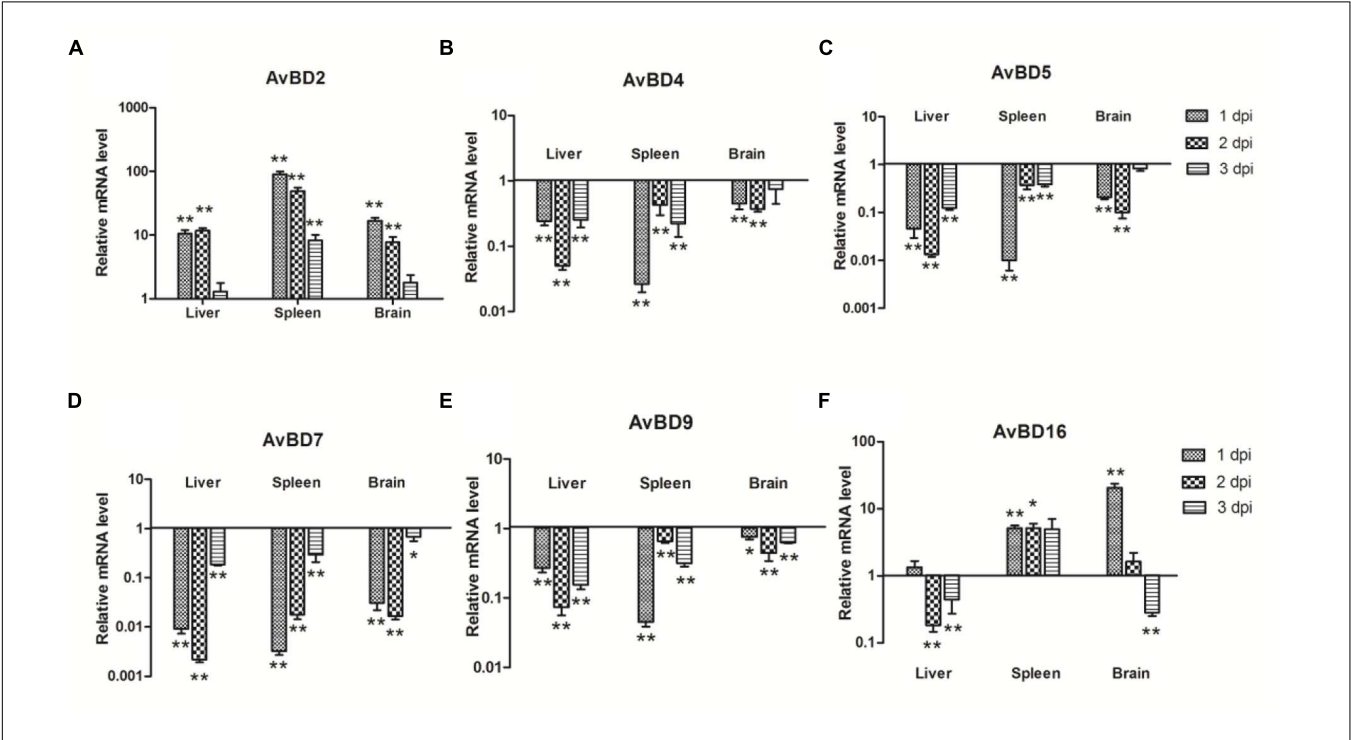 A
AvBD2
Relative mRNA level
1000
100
10
1
** **
** ** **
** **
Liver Spleen Brain
B
AvBD4
Relative mRNA level
10
1
0.1
0.01
Liver Spleen Brain
** ** **
** ** **
** **
C
AvBD5
Relative mRNA level
10
1
0.1
0.01
0.001
Liver Spleen Brain
** ** **
** ** **
** **
1 dpi
2 dpi
3 dpi
D
AvBD7
Relative mRNA level
10
1
0.1
0.01
0.001
Liver Spleen Brain
** ** **
** ** **
** ** *
E
AvBD9
Relative mRNA level
10
1
0.1
0.01
Liver Spleen Brain
** ** **
** ** **
* ** **
F
AvBD16
Relative mRNA level
100
10
1
0.1
** **
** *
** **
Liver Spleen Brain
1 dpi
2 dpi
3 dpi